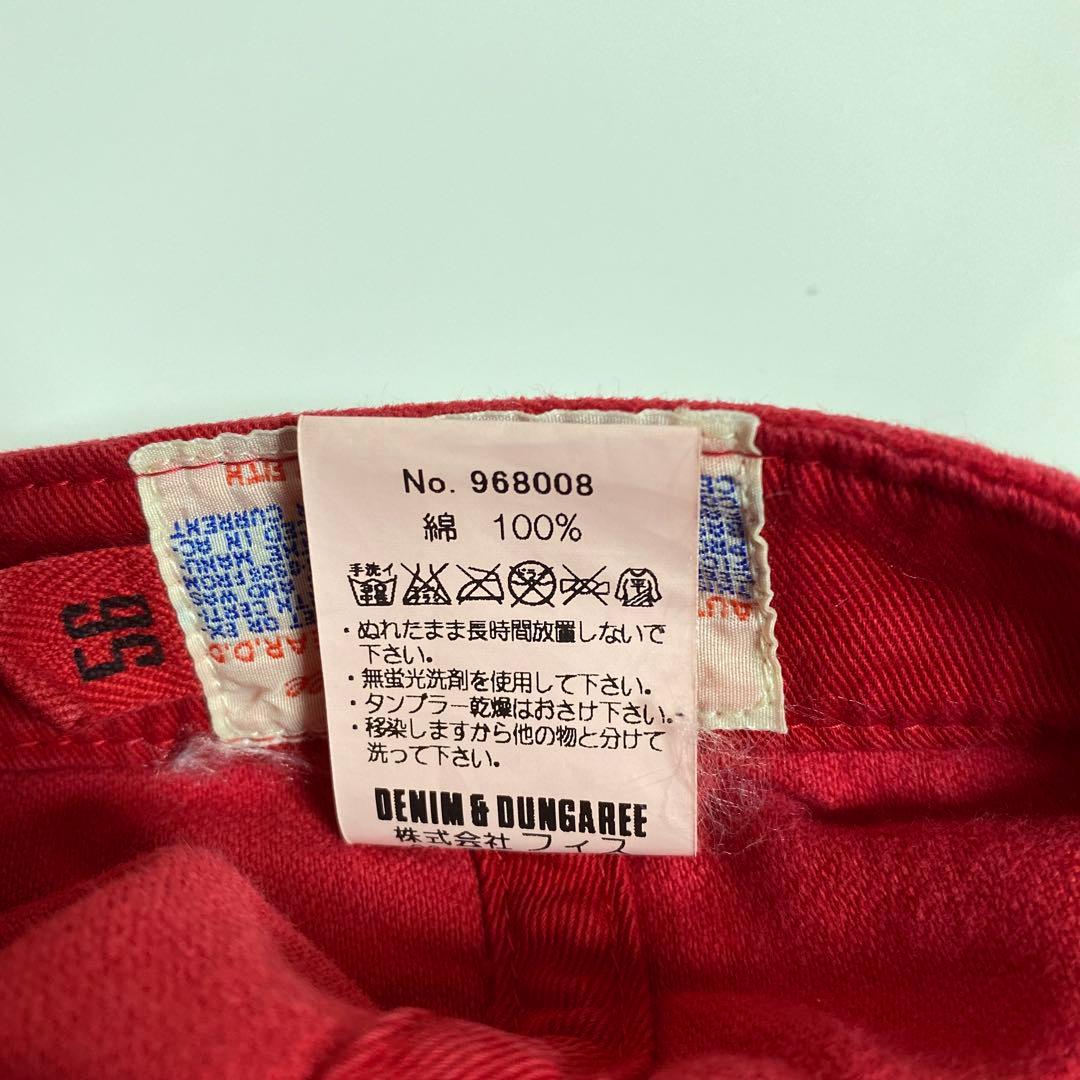 No. 968008
綿 100%
手洗イ
平
・ぬれたまま長時間放置しないで
下さい。
・無蛍光洗剤を使用して下さい。
・タンブラー乾燥はおさけ下さい。
・移染しますから他の物と分けて
洗って下さい。
DENIM & DUNGAREE
株式会社 フィス
56